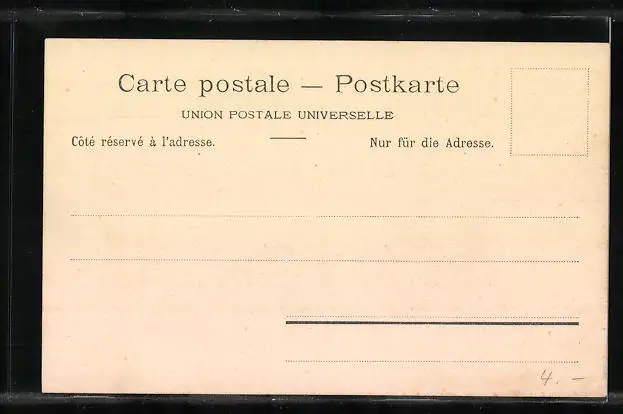 Carte postale — Postkarte
UNION POSTALE UNIVERSELLE
Côté réservé à l'adresse. Nur für die Adresse.
4. –